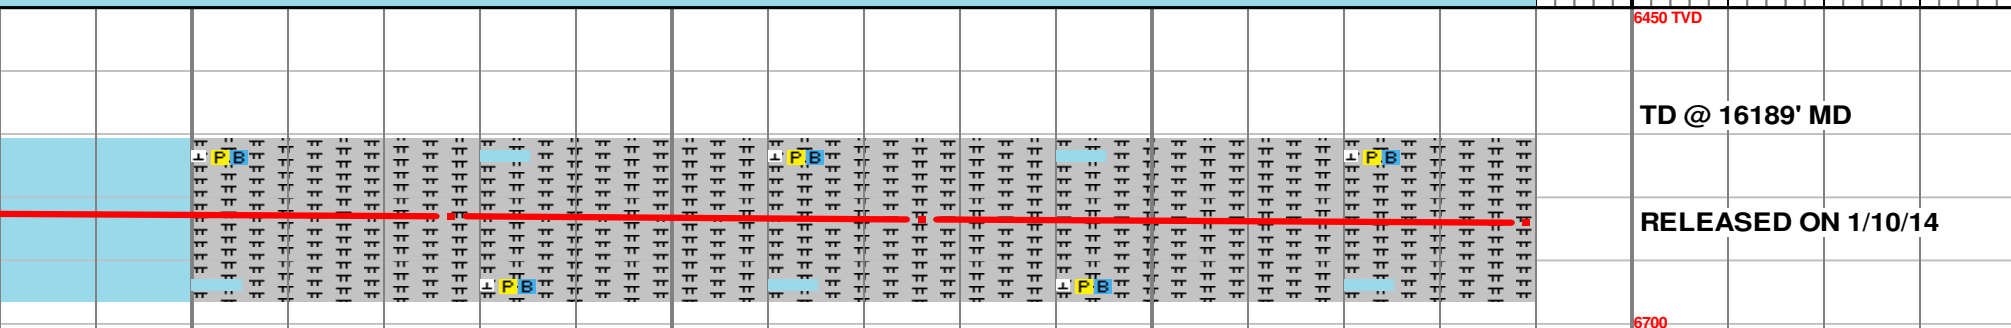 6450 TVD
TD @ 16189' MD
P B P B P B
RELEASED ON 1/10/14
P B P B
6700